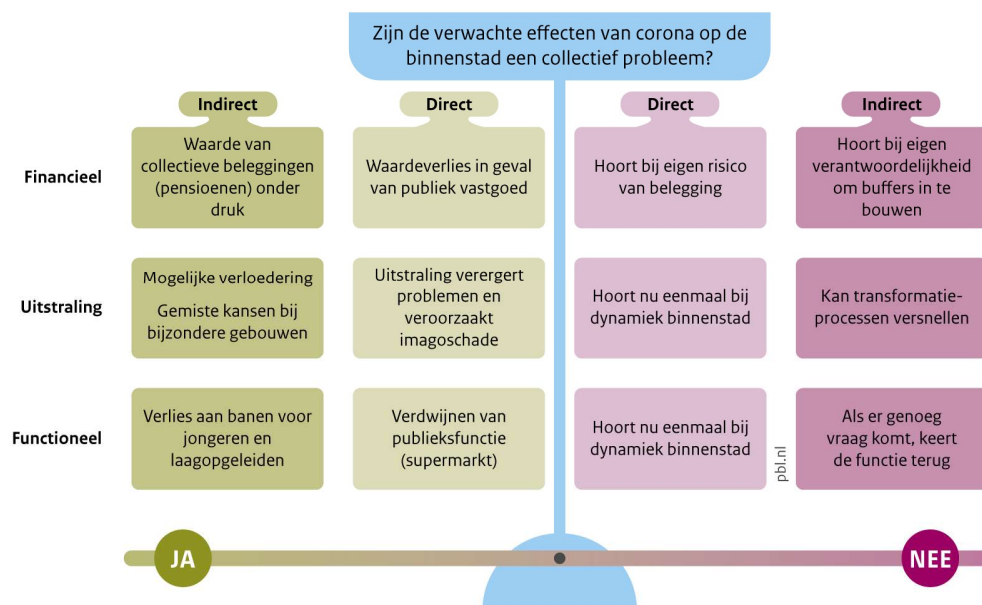 Zijn de verwachte effecten van corona op de
binnenstad een collectief probleem?
Indirect
Direct
Direct
Indirect
Financieel
Waarde van
collectieve beleggingen
(pensioenen) onder
druk
Waardeverlies in geval
van publiek vastgoed
Hoort bij eigen risico
van belegging
Hoort bij eigen
verantwoordelijkheid
om buffers in te
bouwen
Uitstraling
Mogelijke verloedering
Gemiste kansen bij
bijzondere gebouwen
Uitstraling verergert
problemen en
veroorzaakt
imagoschade
Hoort nu eenmaal bij
dynamiek binnenstad
Kan transformatie-
processen versnellen
Functioneel
Verlies aan banen voor
jongeren en
laagopgeleiden
Verdwijnen van
publieksfunctie
(supermarkt)
Hoort nu eenmaal bij
dynamiek binnenstad
Als er genoeg
vraag komt, keert
de functie terug
pbl.nl
JA
NEE